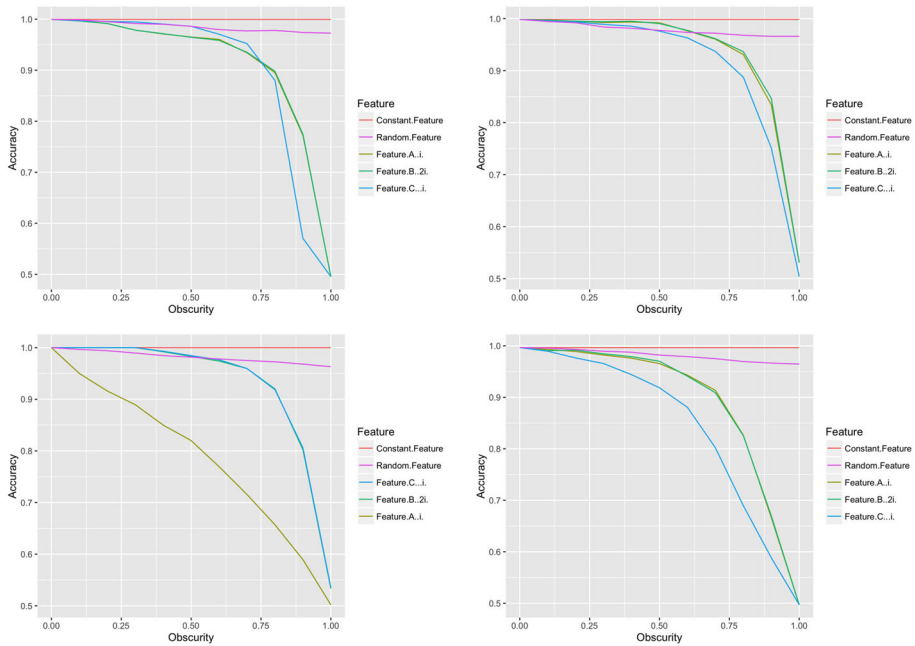 1.0
0.9
0.8
0.7
0.6
0.5
Accuracy
0.00
0.25
0.50
0.75
1.00
Obscurity
Feature
Constant.Feature
Random.Feature
Feature.A..i.
Feature.B..2i.
Feature.C...i.
1.0
0.9
0.8
0.7
0.6
0.5
Accuracy
0.00
0.25
0.50
0.75
1.00
Obscurity
Feature
Constant.Feature
Random.Feature
Feature.A..i.
Feature.B..2i.
Feature.C...i.
1.0
0.9
0.8
0.7
0.6
0.5
Accuracy
0.00
0.25
0.50
0.75
1.00
Obscurity
Feature
Constant.Feature
Random.Feature
Feature.C...i.
Feature.B..2i.
Feature.A..i.
1.0
0.9
0.8
0.7
0.6
0.5
Accuracy
0.00
0.25
0.50
0.75
1.00
Obscurity
Feature
Constant.Feature
Random.Feature
Feature.A..i.
Feature.B..2i.
Feature.C...i.